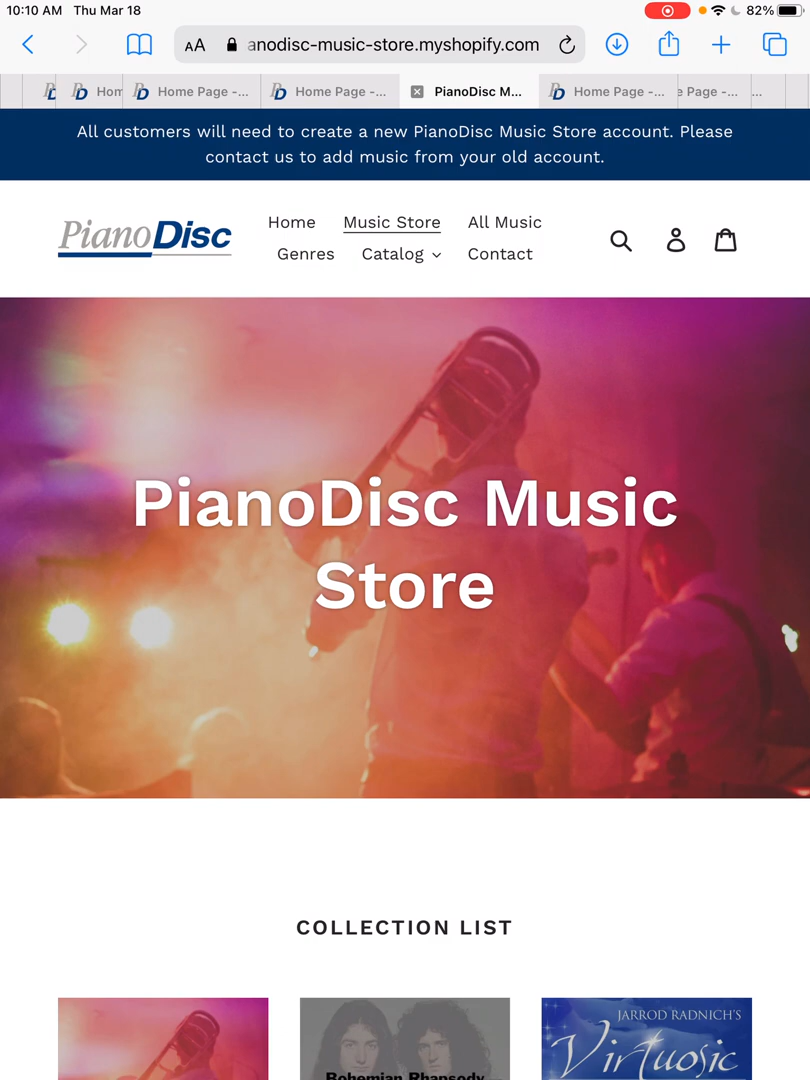 10:10 AM Thu Mar 18
82%
AA
anodisc-music-store.myshopify.com
Hom
Home Page -...
Home Page -...
PianoDisc M...
Home Page -...
e Page -...
...
All customers will need to create a new PianoDisc Music Store account. Please
contact us to add music from your old account.
PianoDisc
Home Music Store All Music
Genres Catalog Contact
PianoDisc Music
Store
COLLECTION LIST
Bohemian Rhapsody
JARROD RADNICH'S
Virtuosic